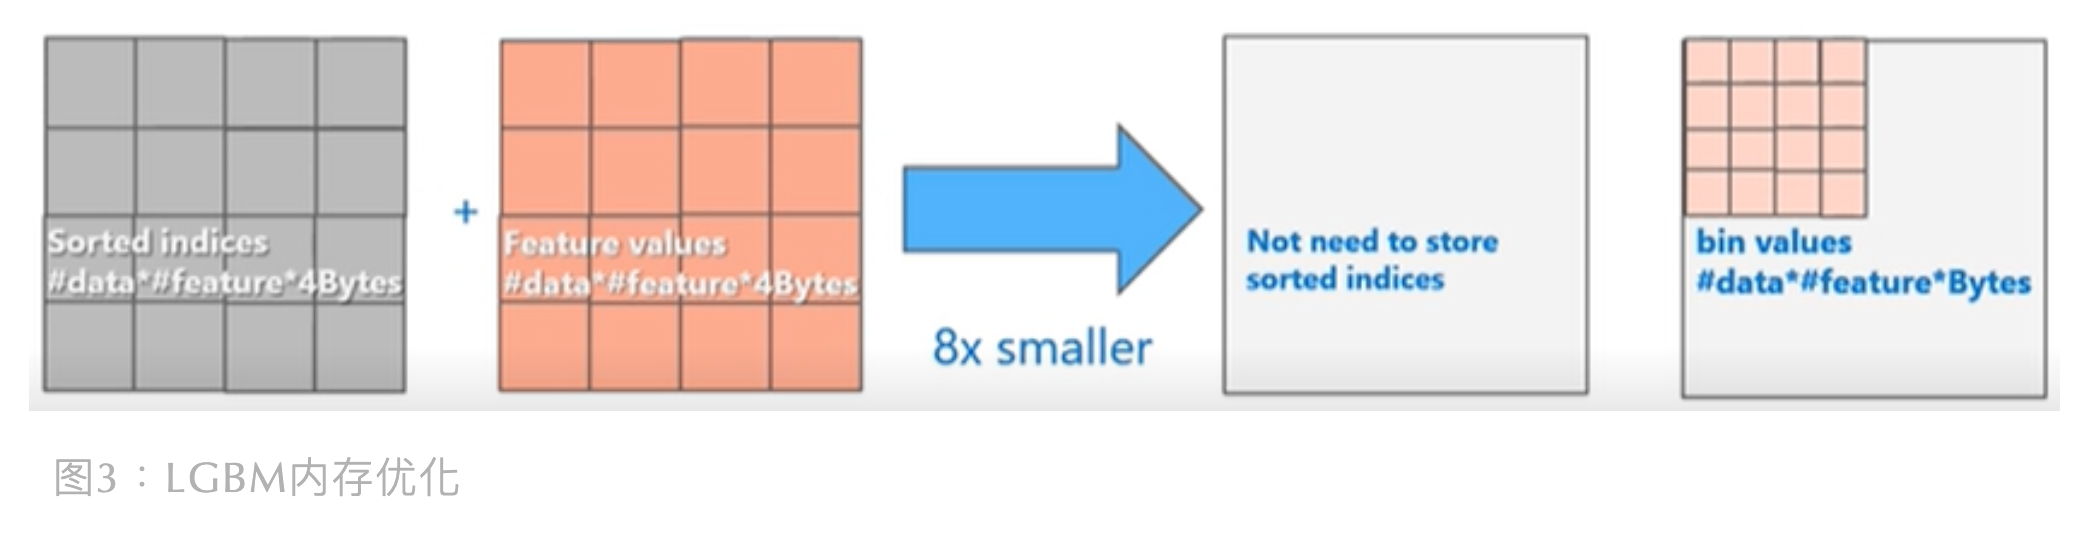 Sorted indices
#data*#feature*4Bytes
+
Feature values
#data*#feature*4Bytes
8x smaller
Not need to store
sorted indices
bin values
#data*#feature*Bytes
图3：LGBM内存优化